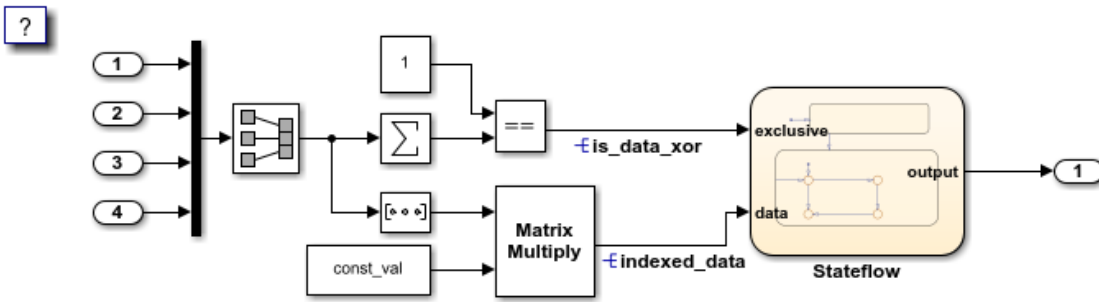 ?
1
2
3
4
1
Σ
==
is_data_xor
Matrix
Multiply
const_val
indexed_data
exclusive
data
output
Stateflow
1